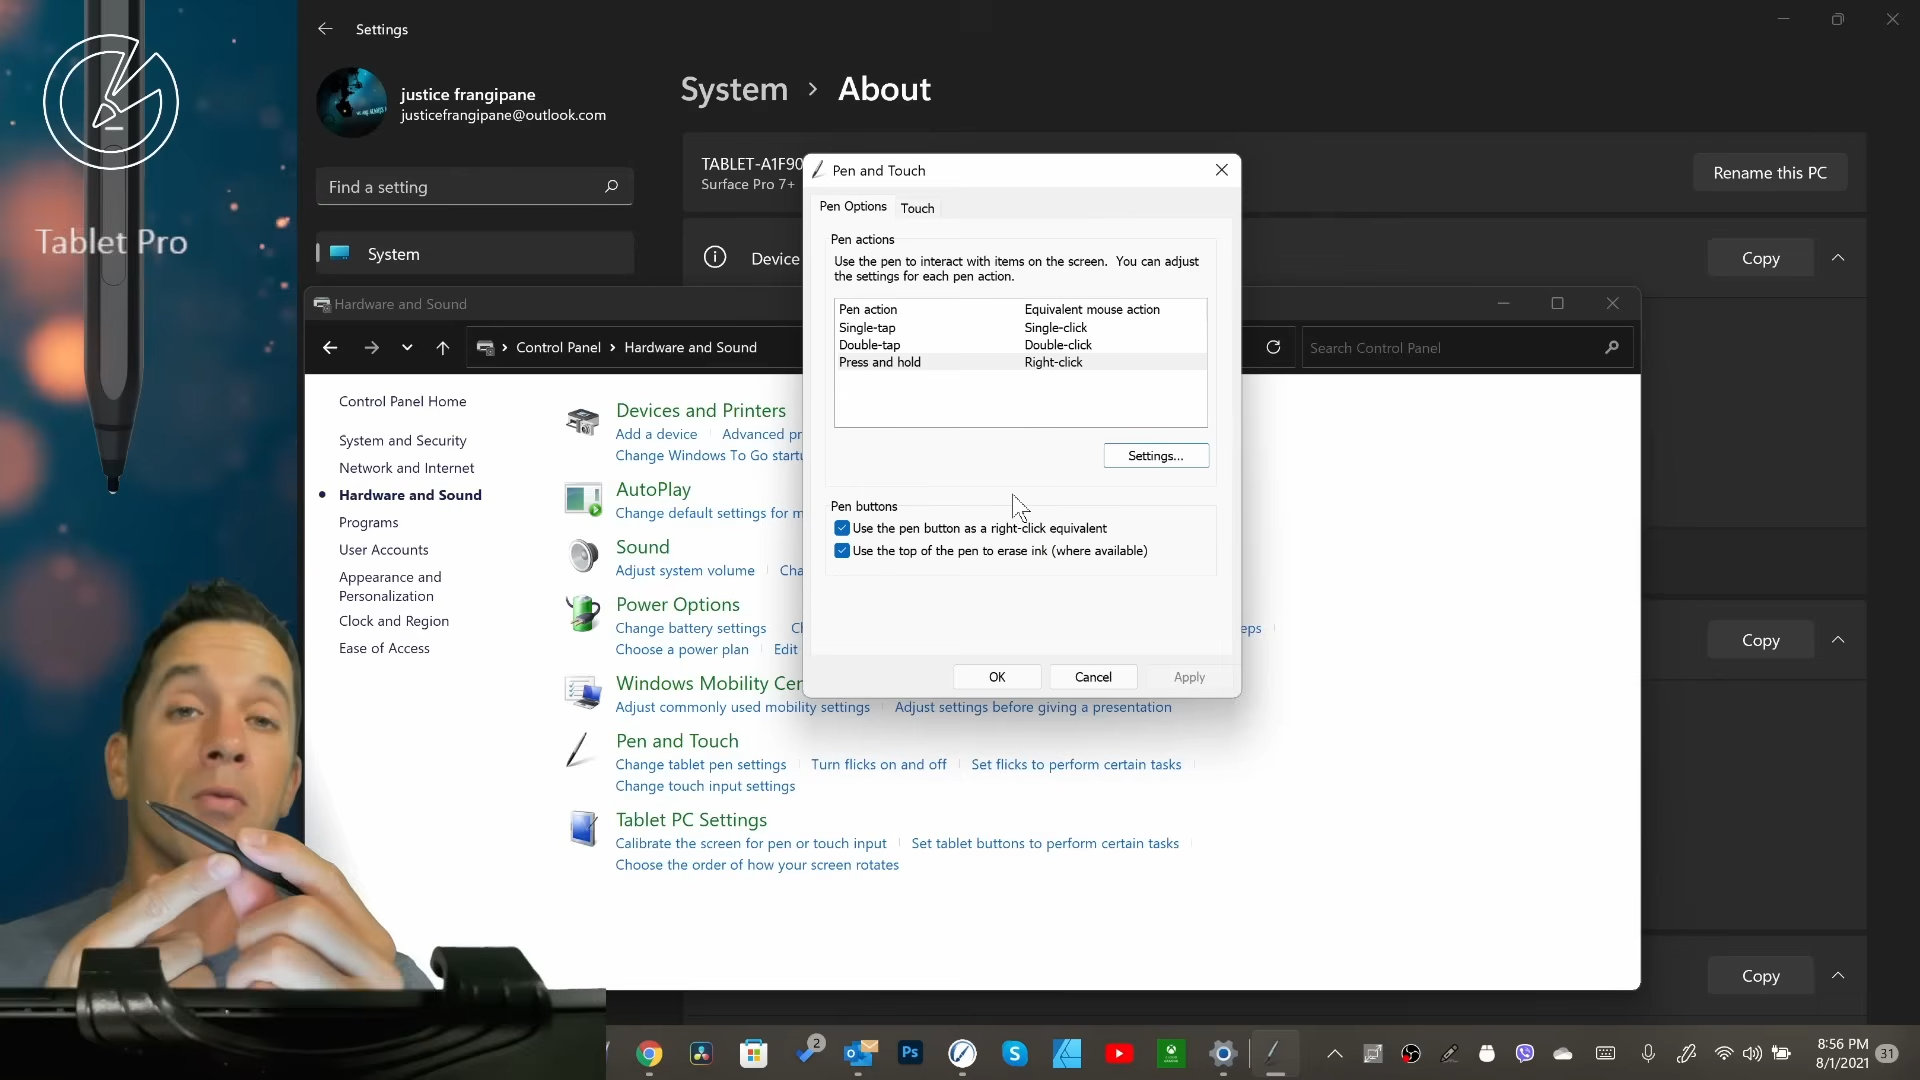 Tablet Pro
Settings
justice frangipane
justicefrangipane@outlook.com
Find a setting
System
System › About
TABLET-A1F90
Surface Pro 7+
Rename this PC
Device
Copy
Hardware and Sound
Control Panel › Hardware and Sound
Search Control Panel
Control Panel Home
System and Security
Network and Internet
Hardware and Sound
Programs
User Accounts
Appearance and
Personalization
Clock and Region
Ease of Access
Devices and Printers
Add a device
Change Windows To Go
AutoPlay
Change default settings for
Sound
Adjust system volume
Power Options
Change battery settings
Choose a power plan Edit
Windows Mobility
Adjust commonly used mobility settings Adjust settings before giving a presentation
Pen and Touch
Change tablet pen settings Turn flicks on and off Set flicks to perform certain tasks
Change touch input settings
Tablet PC Settings
Calibrate the screen for pen or touch input Set tablet buttons to perform certain tasks
Choose the order of how your screen rotates
Pen and Touch
Pen Options Touch
Pen actions
Use the pen to interact with items on the screen. You can adjust
the settings for each pen action.
Pen action Equivalent mouse action
Single-tap Single-click
Double-tap Double-click
Press and hold Right-click
Settings...
Pen buttons
Use the pen button as a right-click equivalent
Use the top of the pen to erase ink (where available)
OK Cancel Apply
Copy
Copy
2
Ps
8:56 PM
8/1/2021
31